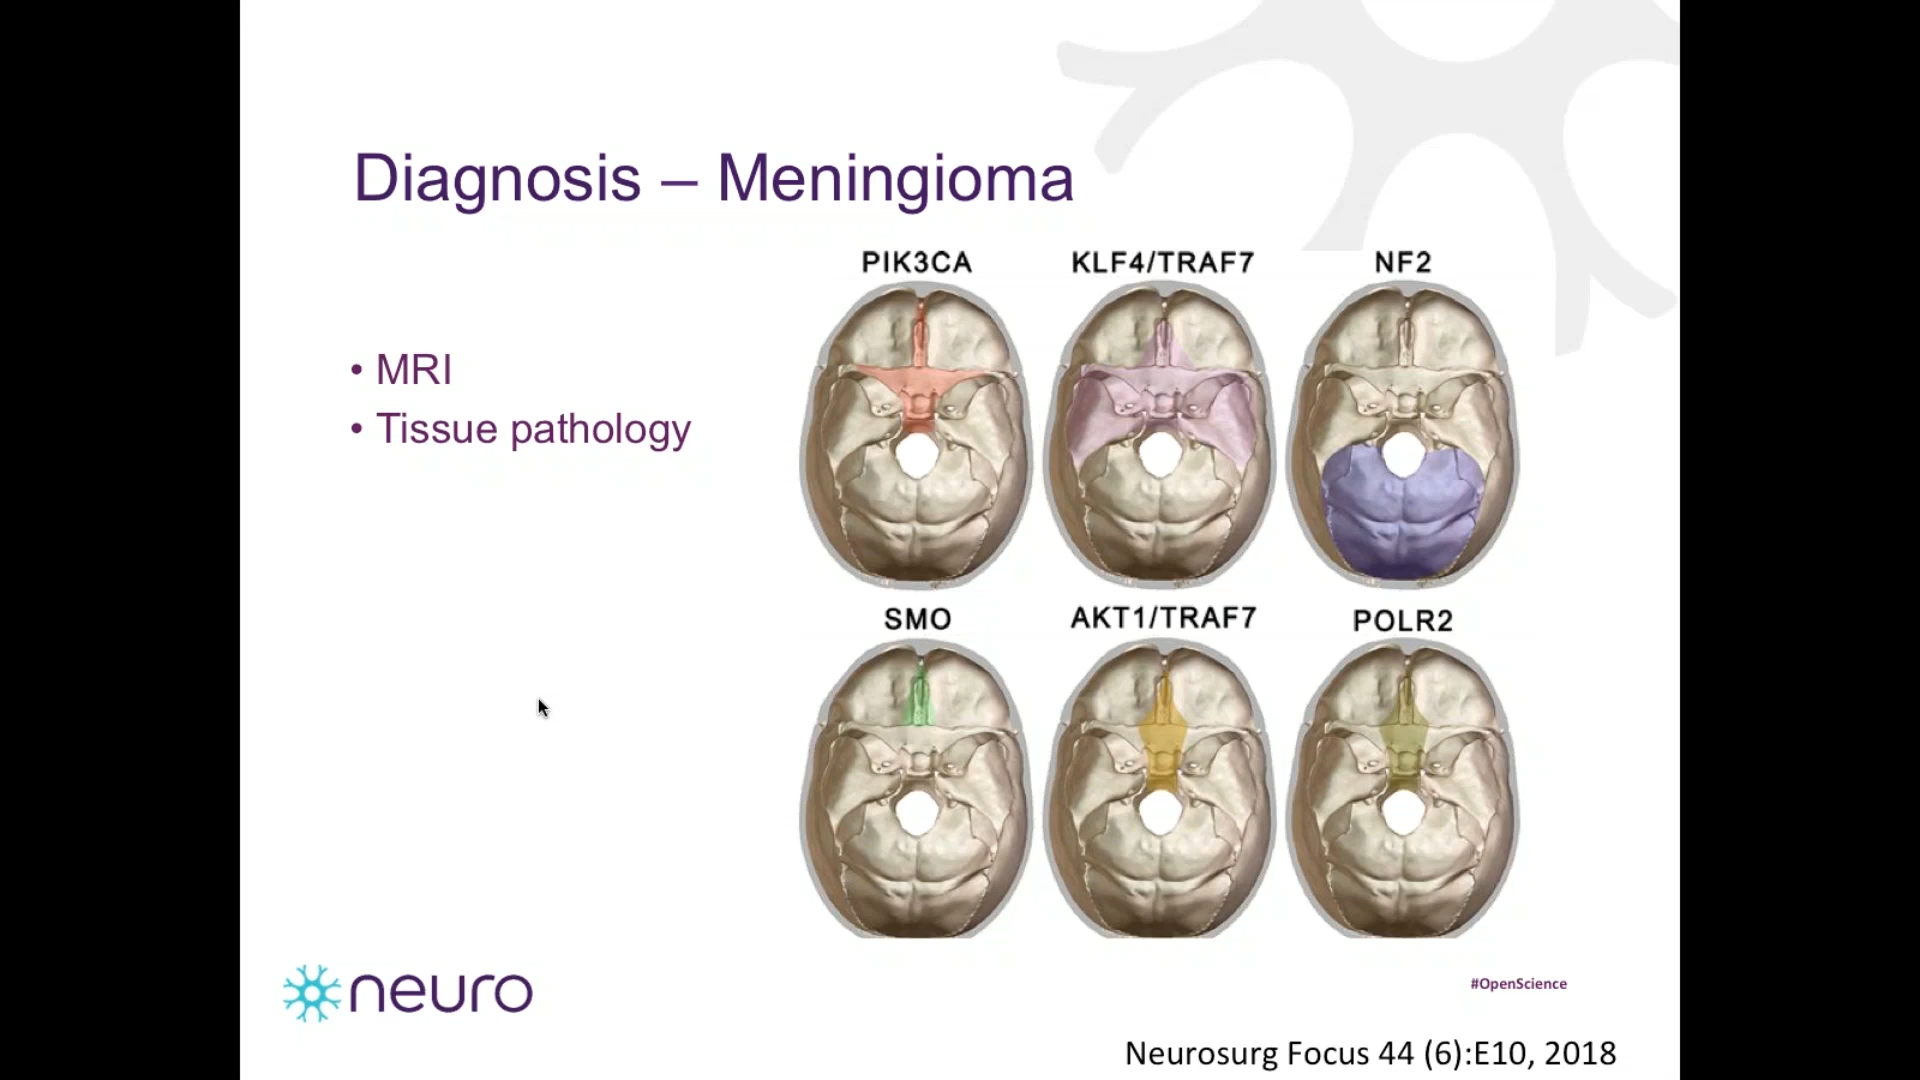 Diagnosis – Meningioma
• MRI
• Tissue pathology
PIK3CA
KLF4/TRAF7
NF2
SMO
AKT1/TRAF7
POLR2
neuro
#OpenScience
Neurosurg Focus 44 (6):E10, 2018